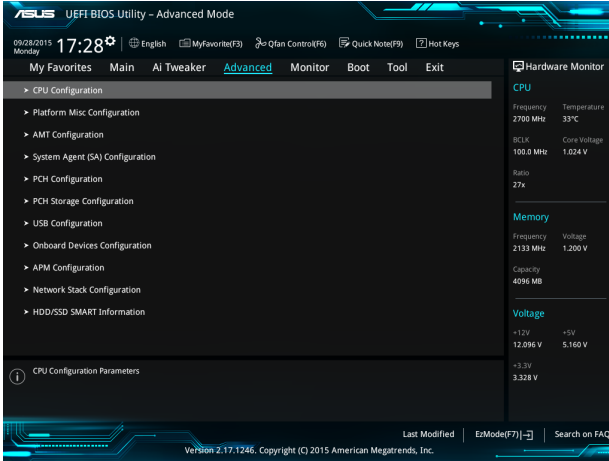 ASUS UEFI BIOS Utility – Advanced Mode
09/28/2015
Monday
17:28 English MyFavorite(F3) Qfan Control(F6) Quick Note(F9) ? Hot Keys
My Favorites Main Ai Tweaker Advanced Monitor Boot Tool Exit
> CPU Configuration
> Platform Misc Configuration
> AMT Configuration
> System Agent (SA) Configuration
> PCH Configuration
> PCH Storage Configuration
> USB Configuration
> Onboard Devices Configuration
> APM Configuration
> Network Stack Configuration
> HDD/SSD SMART Information
i CPU Configuration Parameters
Hardware Monitor
CPU
Frequency Temperature
2700 MHz 33°C
BCLK Core Voltage
100.0 MHz 1.024 V
Ratio
27x
Memory
Frequency Voltage
2133 MHz 1.200 V
Capacity
4096 MB
Voltage
+12V +5V
12.096 V 5.160 V
+3.3V
3.328 V
Last Modified EzMode(F7) Search on FAQ
Version 2.17.1246. Copyright (C) 2015 American Megatrends, Inc.